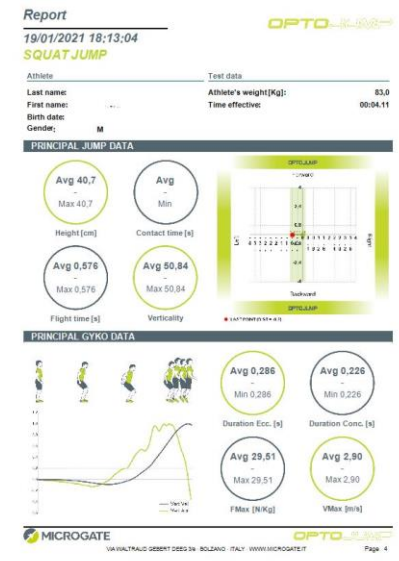 Report
OPTOJUMP
19/01/2021 18;13;04
SQUAT JUMP
Athlete
Test data
Last name:
Athlete's weight[Kg]:
83,0
First name:
Time effective:
00:04.11
Birth date:
Gender;
M
PRINCIPAL JUMP DATA
Avg 40,7
-
Max 40,7
Height [cm]
Avg
Min
Contact time [s]
Avg 0,576
-
Max 0,576
Flight time [s]
Avg 50,84
-
Max 50,84
Verticality
OPTOJUMP
Forward
Left
Right
Backward
OPTOJUMP
PRINCIPAL GYKO DATA
Avg 0,286
-
Min 0,286
Duration Ecc. [s]
Avg 0,226
-
Min 0,226
Duration Conc. [s]
Avg 29,51
-
Max 29,51
FMax [N/Kg]
Avg 2,90
-
Max 2,90
VMax [m/s]
MICROGATE
OPTOJUMP
VIA WALTRAUD GEBERT DEEG 3/e - BOLZANO - ITALY - WWW.MICROGATE.IT
Page 4